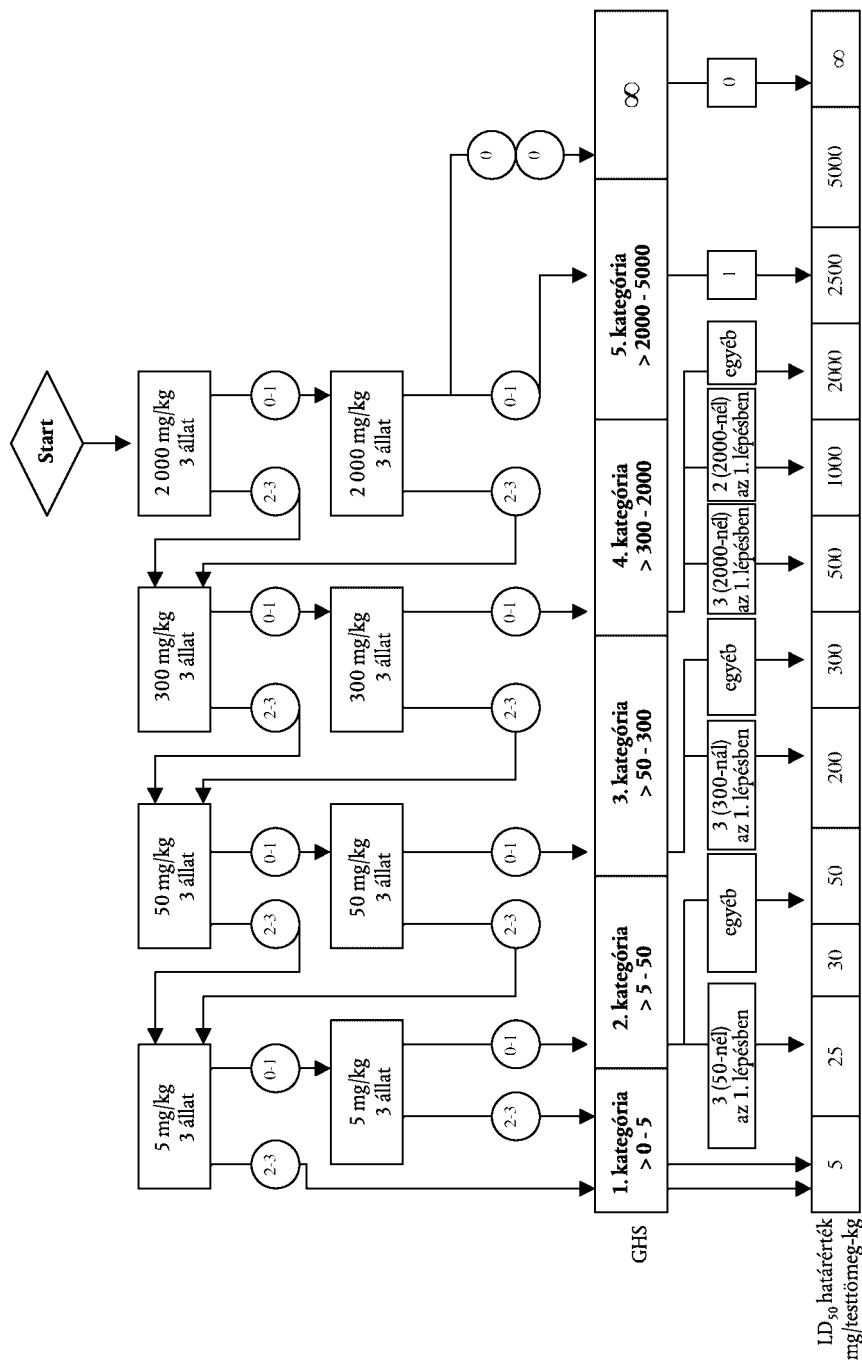 Start
5 mg/kg
3 állat
50 mg/kg
3 állat
300 mg/kg
3 állat
2 000 mg/kg
3 állat
2-3
0-1
2-3
0-1
2-3
0-1
2-3
0-1
5 mg/kg
3 állat
50 mg/kg
3 állat
300 mg/kg
3 állat
2 000 mg/kg
3 állat
2-3
0-1
2-3
0-1
2-3
0-1
2-3
0-1
0
0
GHS
1. kategória
> 0 - 5
2. kategória
> 5 - 50
3. kategória
> 50 - 300
4. kategória
> 300 - 2000
5. kategória
> 2000 - 5000
∞
3 (50-nél)
az 1. lépésben
egyéb
3 (300-nál)
az 1. lépésben
egyéb
3 (2000-nél)
az 1. lépésben
2 (2000-nél)
az 1. lépésben
egyéb
1
0
LD50 határérték
mg/testtömeg-kg
5
25
30
50
200
300
500
1000
2000
2500
5000
∞